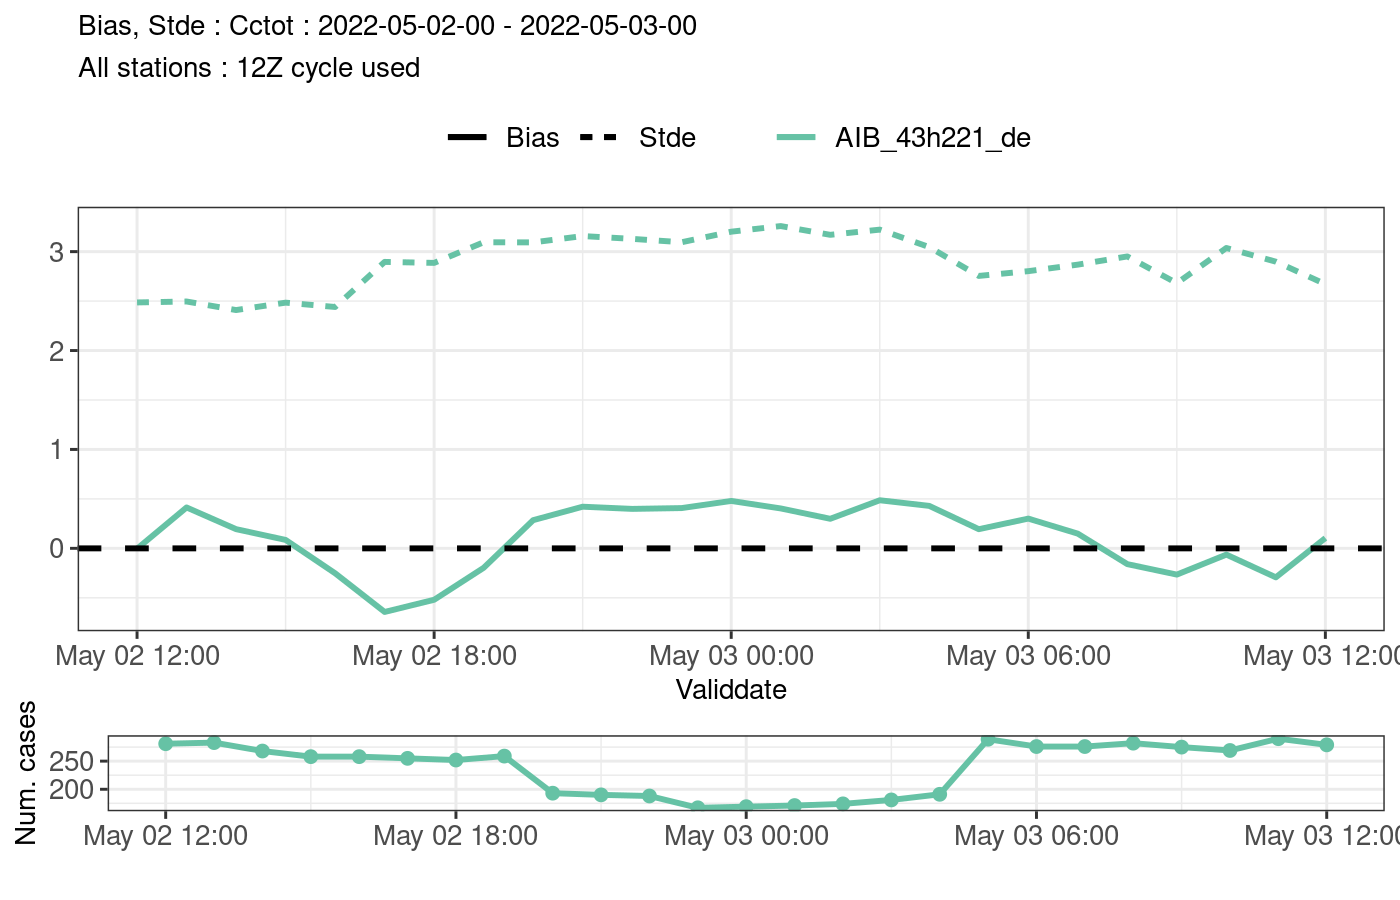 Bias, Stde : Cctot : 2022-05-02-00 - 2022-05-03-00
All stations : 12Z cycle used
Bias Stde AIB_43h221_de
3
2
1
0
May 02 12:00 May 02 18:00 May 03 00:00 May 03 06:00 May 03 12:00
Validdate
Num. cases
250
200
May 02 12:00 May 02 18:00 May 03 00:00 May 03 06:00 May 03 12:00